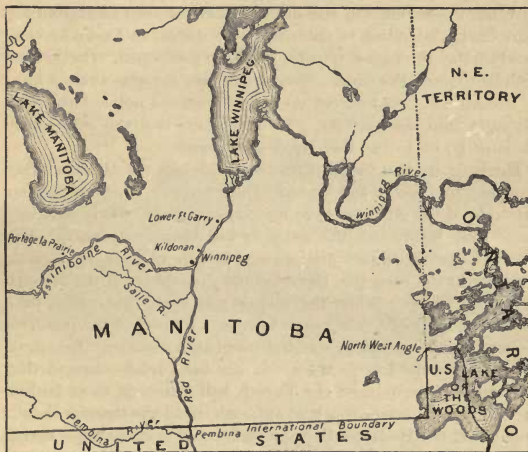 N. E.
TERRITORY
LAKE WINNIPEG
LAKE MANITOBA
Winnipeg River
Lower Ft Garry
Kildonan
Winnipeg
Portage la Prairie
Assiniboine River
Salle R.
ONTARIO
MANITOBA
North West Angle
Red River
U.S. LAKE
OF
THE
WOODS
Pembina River
Pembina
International Boundary
UNITED STATES